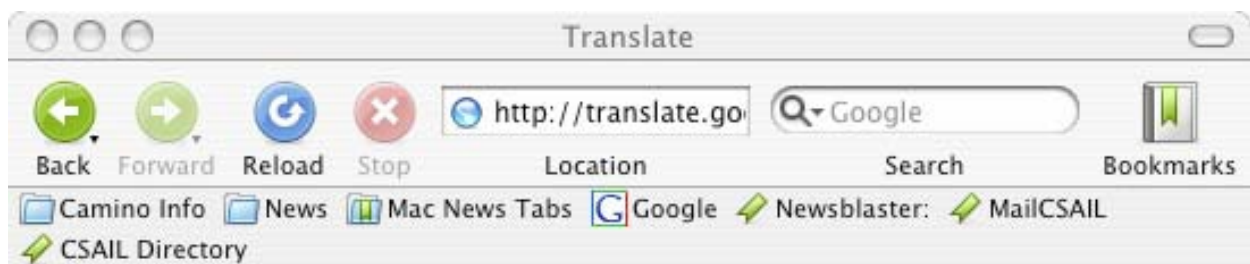 Translate
http://translate.go
Google
Back Forward Reload Stop Location Search Bookmarks
Camino Info News Mac News Tabs G Google Newsblaster: MailCSAIL
CSAIL Directory